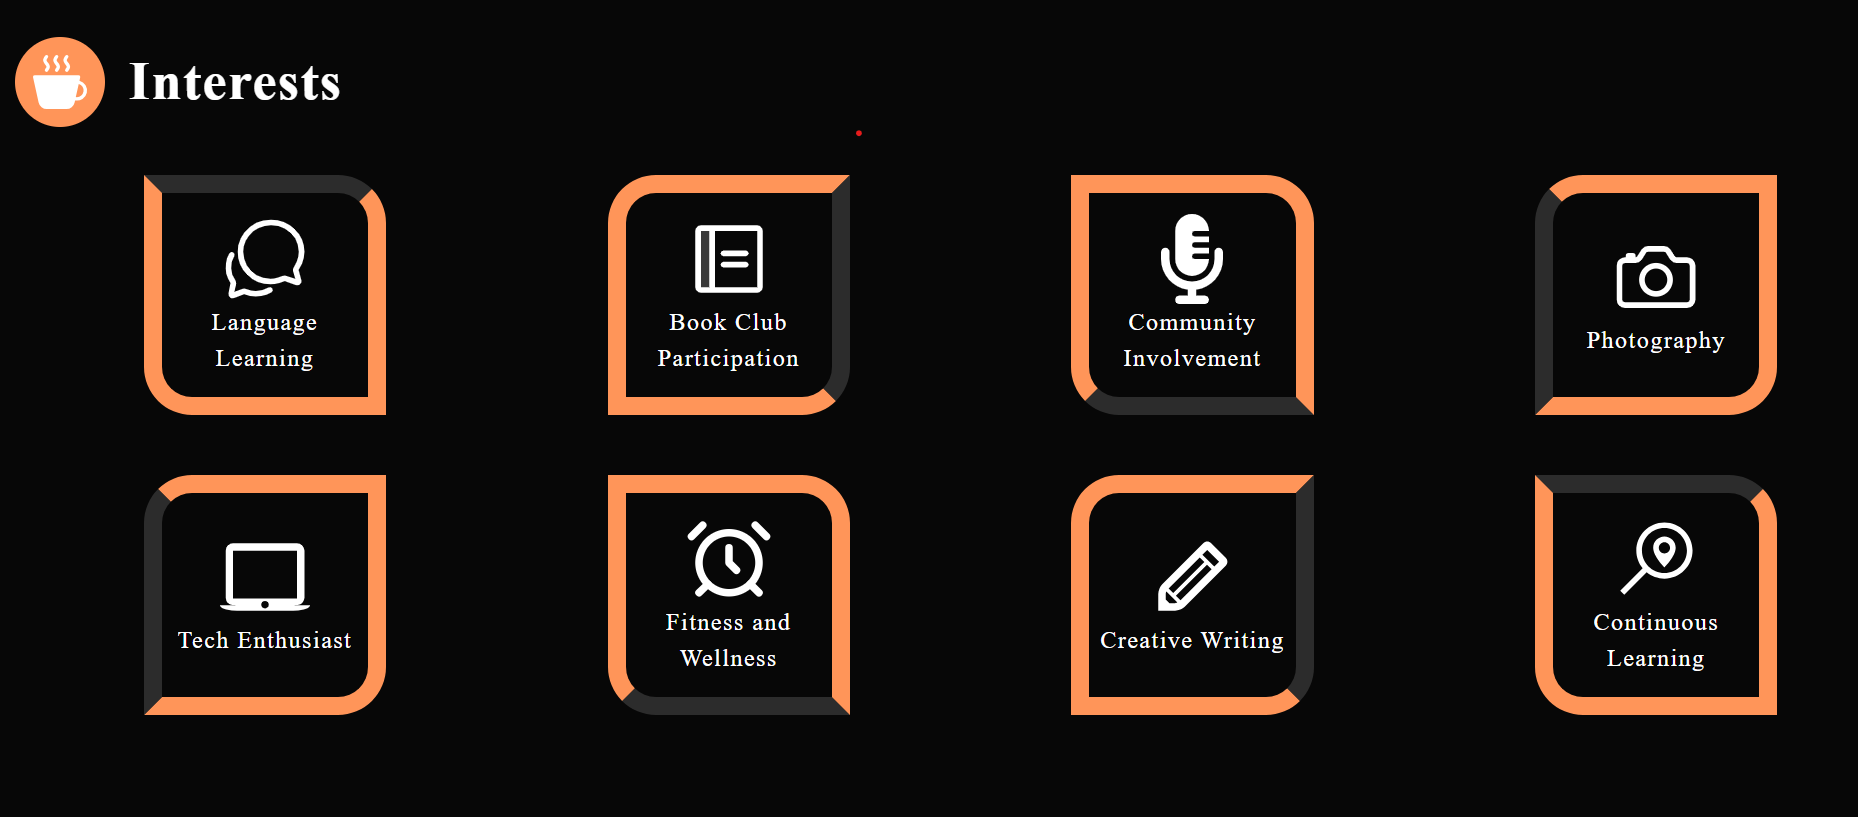 Interests
Language
Learning
Book Club
Participation
Community
Involvement
Photography
Tech Enthusiast
Fitness and
Wellness
Creative Writing
Continuous
Learning